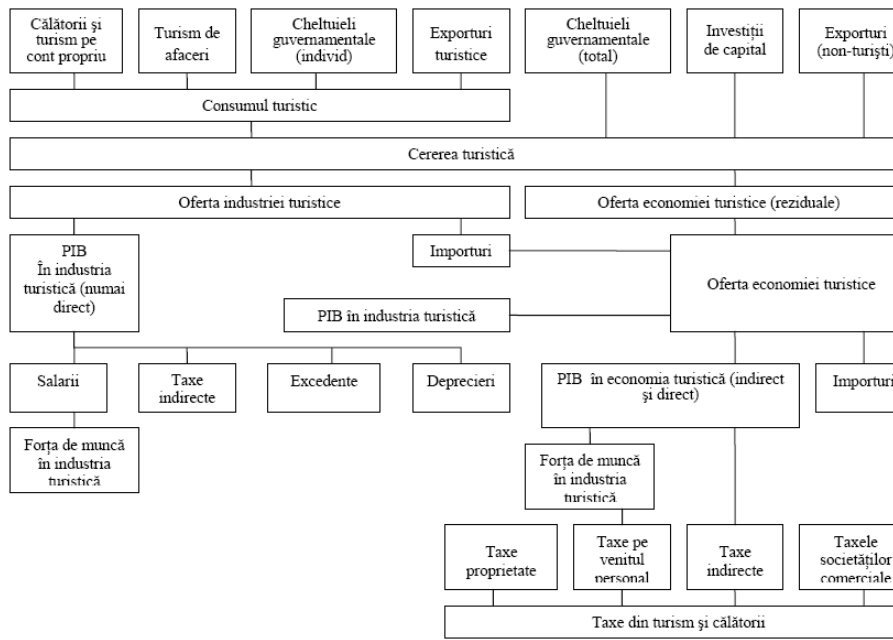 Călătorii şi
turism pe
cont propriu
Turism de
afaceri
Cheltuieli
guvernamentale
(individ)
Exporturi
turistice
Cheltuieli
guvernamentale
(total)
Investiţii
de capital
Exporturi
(non-turişti)
Consumul turistic
Cererea turistică
Oferta industriei turistice
Oferta economiei turistice (reziduale)
PIB
În industria
turistică (numai
direct)
Importuri
Oferta economiei turistice
PIB în industria turistică
Salarii
Taxe
indirecte
Excedente
Deprecieri
PIB în economia turistică (indirect
şi direct)
Importuri
Forţa de muncă
în industria
turistică
Forţa de muncă
în industria
turistică
Taxe
proprietate
Taxe pe
venitul
personal
Taxe
indirecte
Taxele
societăţilor
comerciale
Taxe din turism şi călătorii